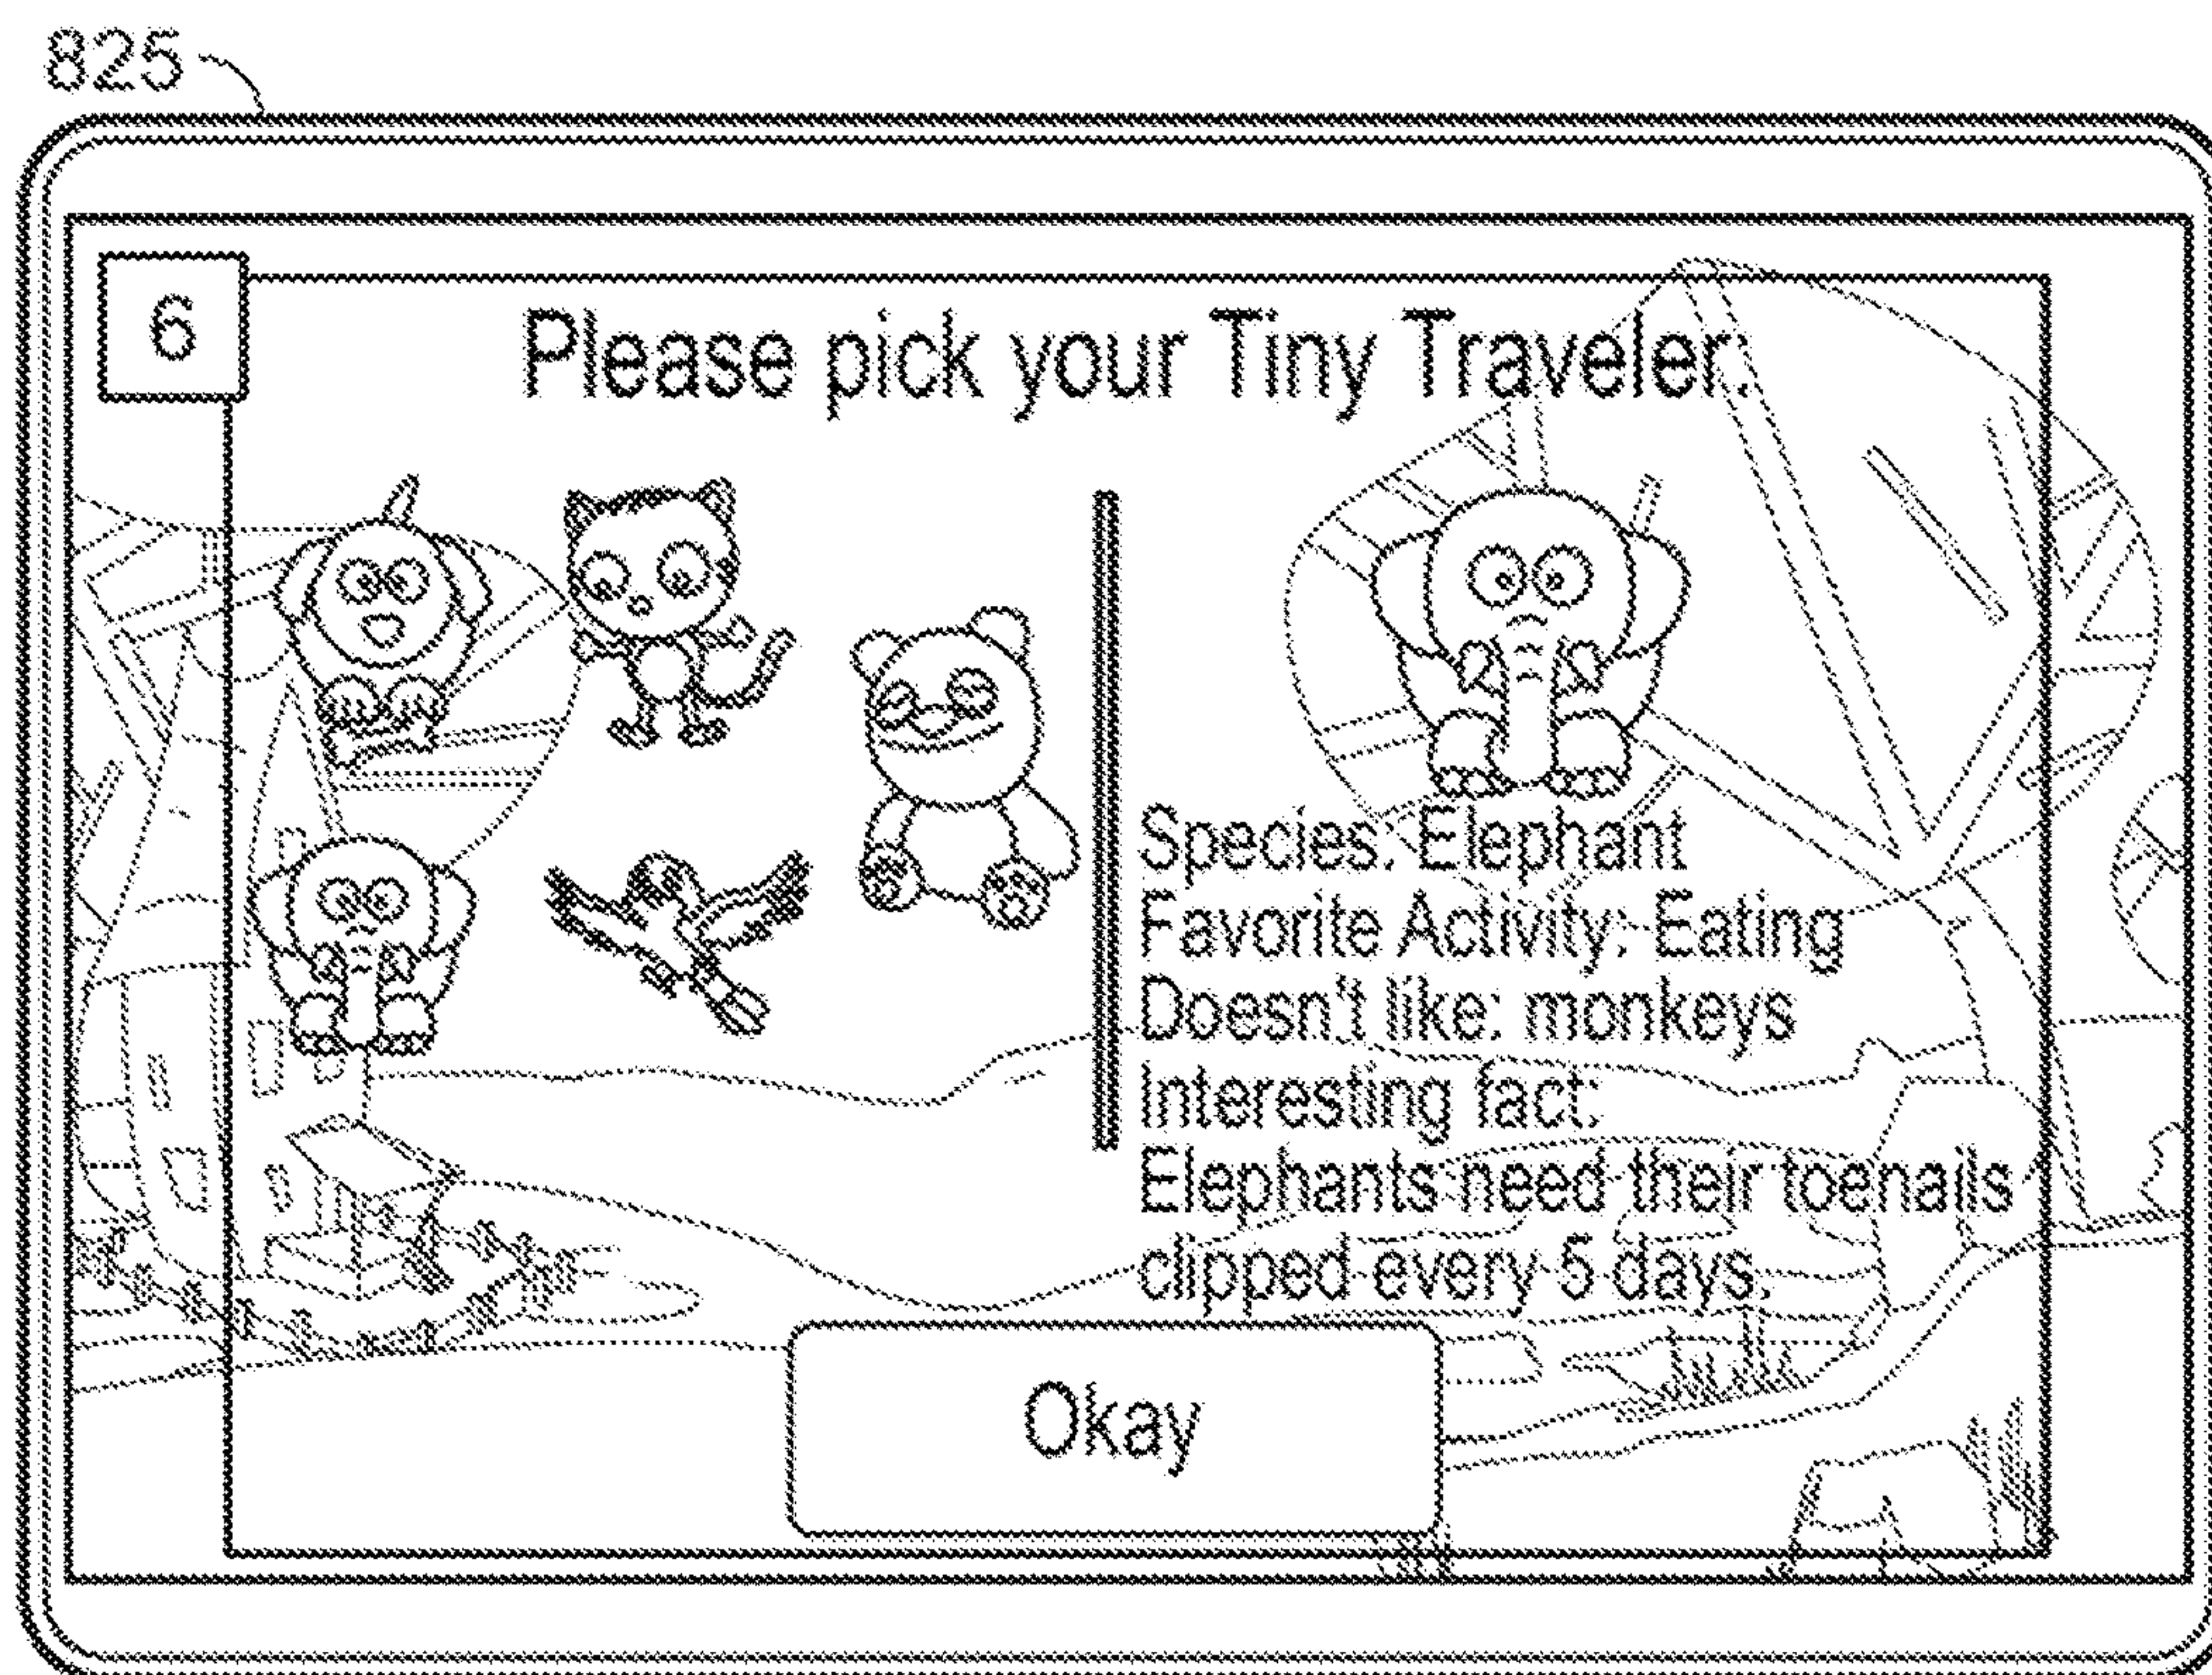 825
6
Please pick your Tiny Traveler.
Species: Elephant
Favorite Activity: Eating
Doesn't like: monkeys
Interesting fact:
Elephants need their toenails
clipped every 5 days.
Okay